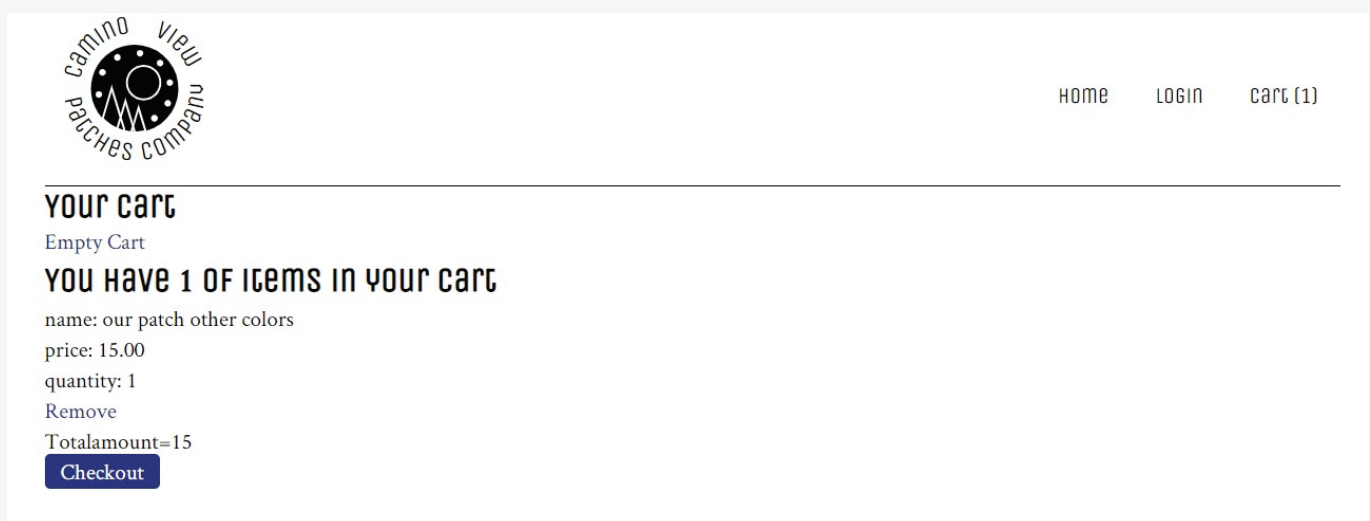 camino view
patches company
Home LOGIN cart (1)
Your cart
Empty Cart
You Have 1 OF Items In Your cart
name: our patch other colors
price: 15.00
quantity: 1
Remove
Totalamount=15
Checkout